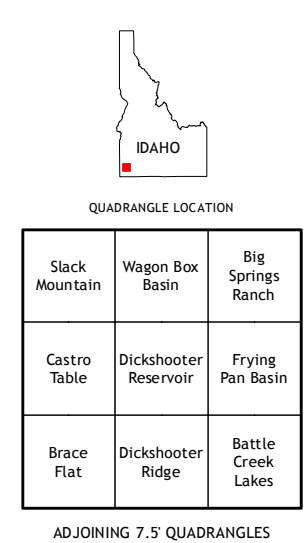 IDAHO
QUADRANGLE LOCATION
Slack
Mountain
Wagon Box
Basin
Big
Springs
Ranch
Castro
Table
Dickshooter
Reservoir
Frying
Pan Basin
Brace
Flat
Dickshooter
Ridge
Battle
Creek
Lakes
ADJOINING 7.5' QUADRANGLES